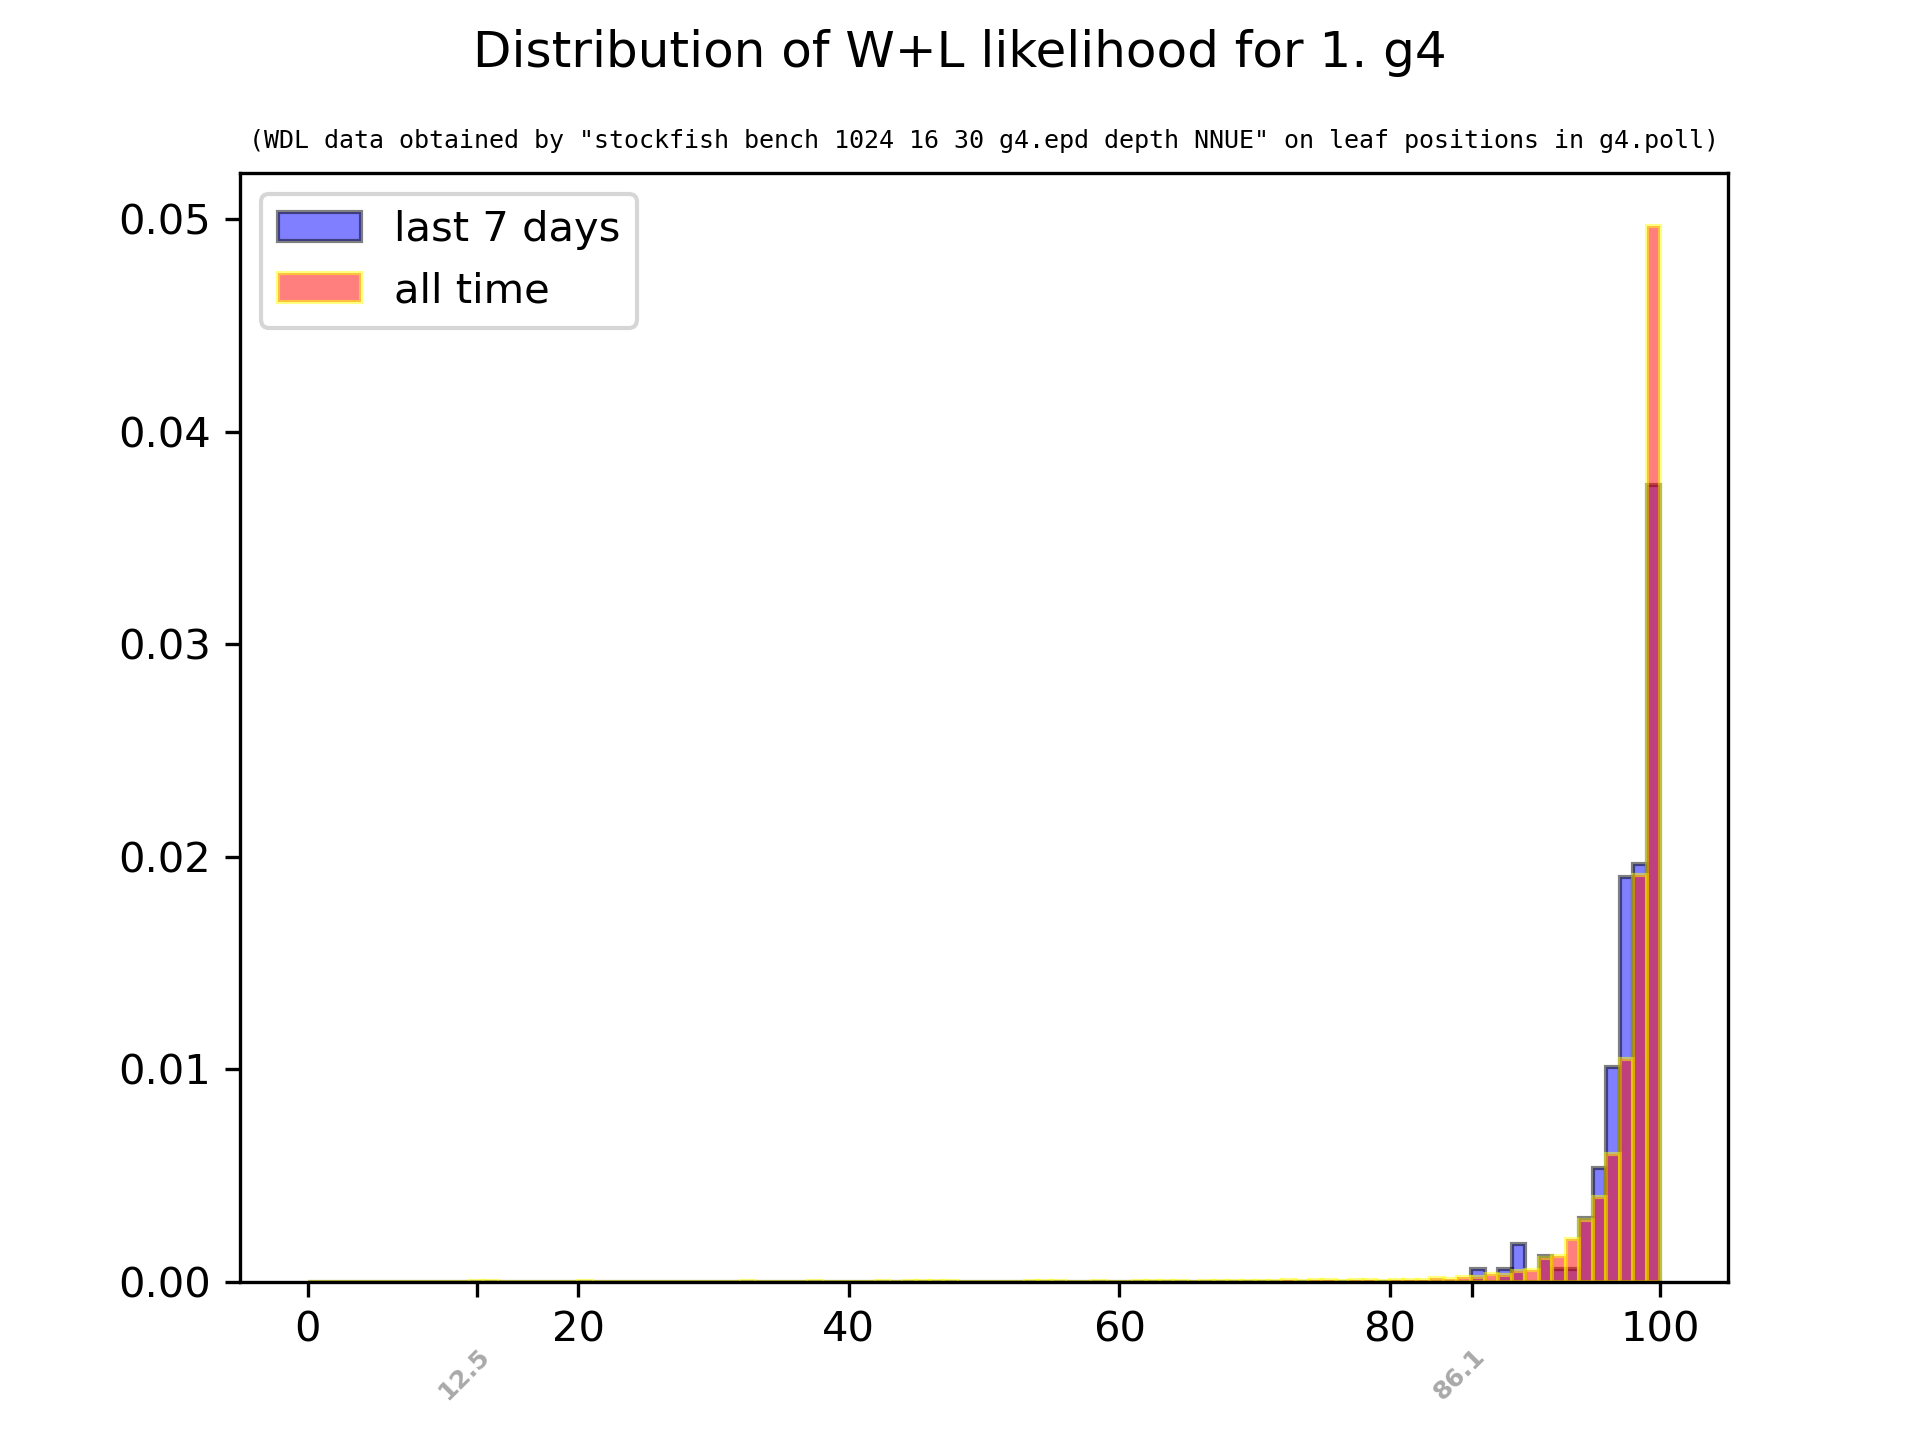 Distribution of W+L likelihood for 1. g4
(WDL data obtained by "stockfish bench 1024 16 30 g4.epd depth NNUE" on leaf positions in g4.poll)
last 7 days
all time
0.05
0.04
0.03
0.02
0.01
0.00
0 20 40 60 80 100
12.5 86.1